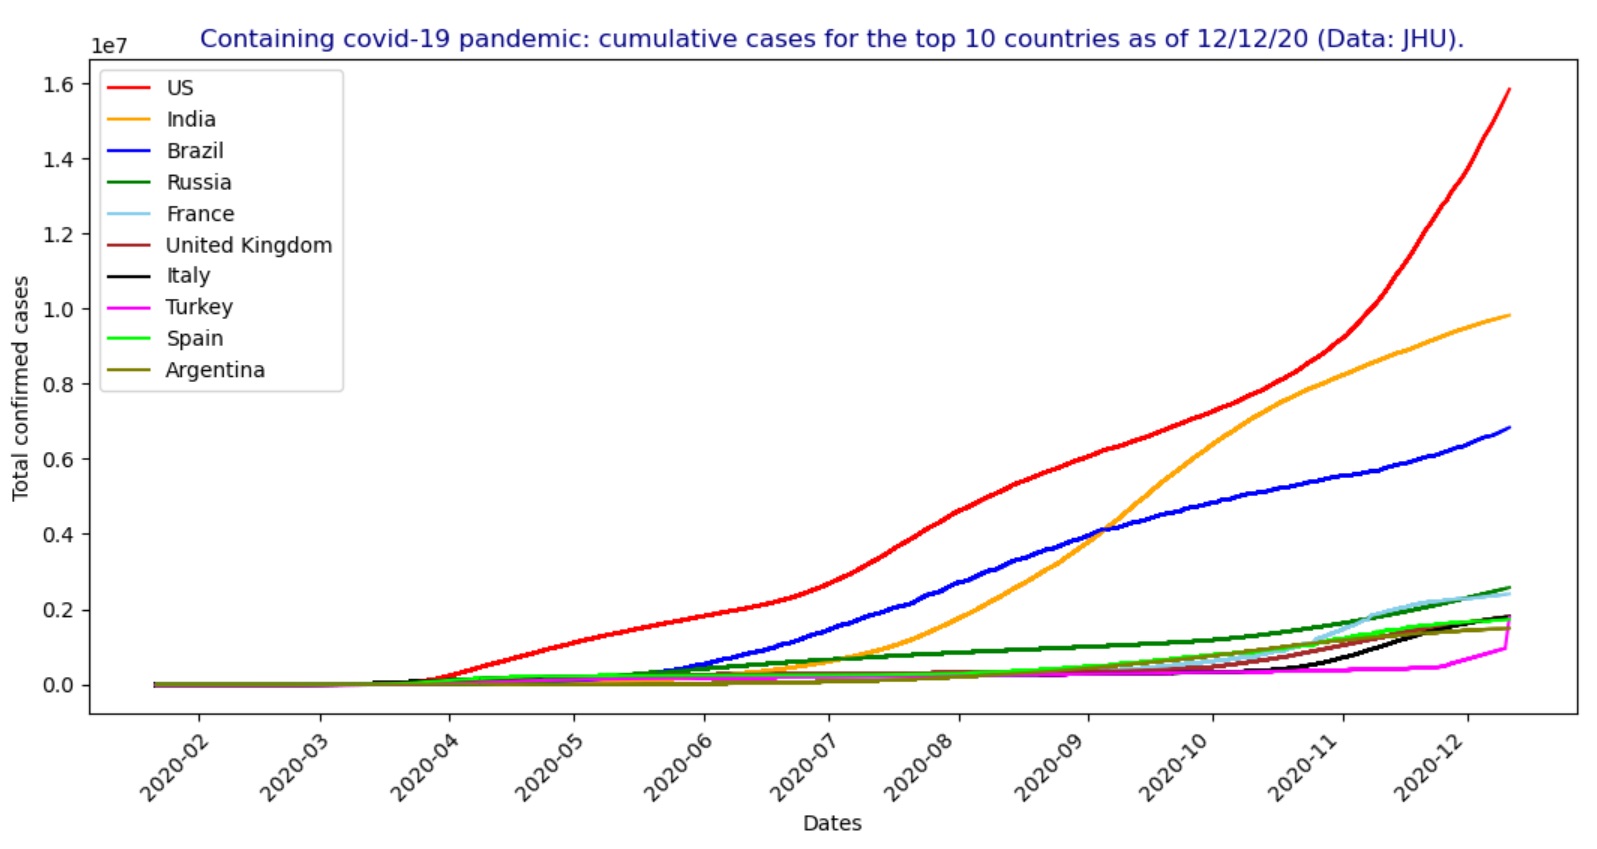 Containing covid-19 pandemic: cumulative cases for the top 10 countries as of 12/12/20 (Data: JHU).
1e7
1.6
1.4
1.2
1.0
0.8
0.6
0.4
0.2
0.0
Total confirmed cases
US
India
Brazil
Russia
France
United Kingdom
Italy
Turkey
Spain
Argentina
2020-02
2020-03
2020-04
2020-05
2020-06
2020-07
2020-08
2020-09
2020-10
2020-11
2020-12
Dates